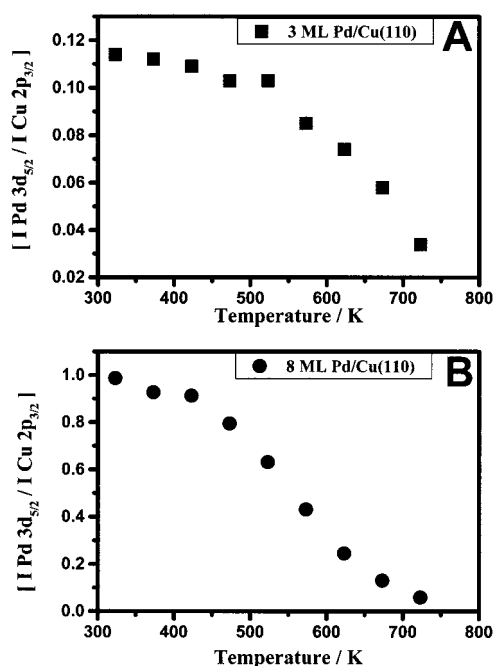 A
3 ML Pd/Cu(110)
[ I Pd 3d5/2 / I Cu 2p3/2 ]
0.12
0.10
0.08
0.06
0.04
0.02
300 400 500 600 700 800
Temperature / K
B
8 ML Pd/Cu(110)
[ I Pd 3d5/2 / I Cu 2p3/2 ]
1.0
0.8
0.6
0.4
0.2
0.0
300 400 500 600 700 800
Temperature / K